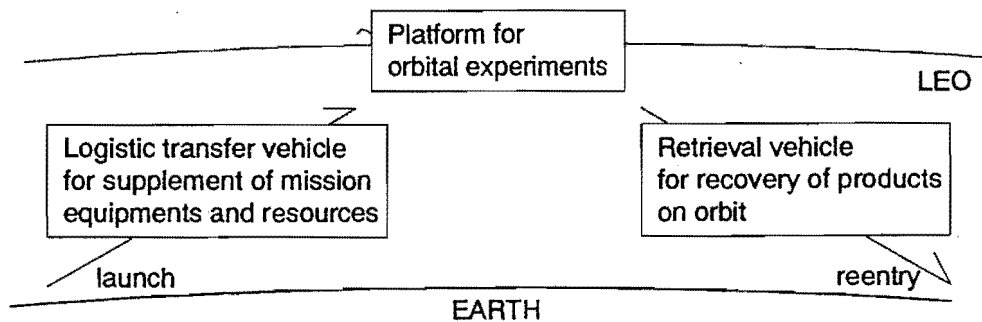 Platform for
orbital experiments
LEO
Logistic transfer vehicle
for supplement of mission
equipments and resources
Retrieval vehicle
for recovery of products
on orbit
launch
reentry
EARTH